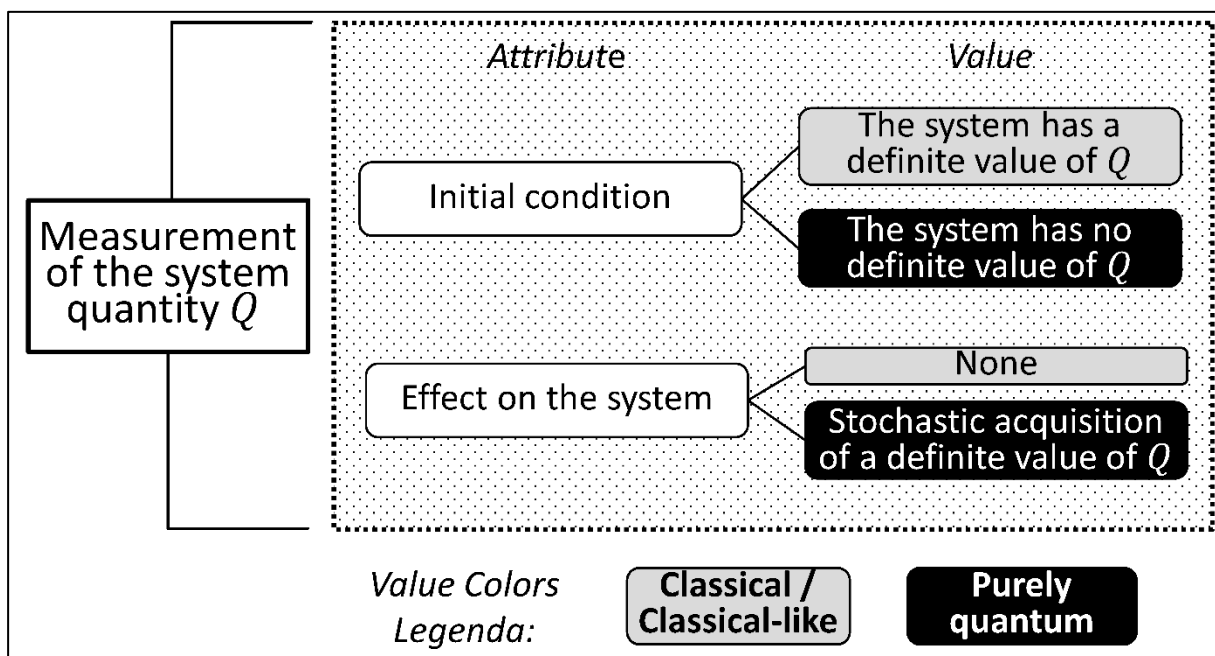 Attribute
Value
Measurement
of the system
quantity Q
Initial condition
The system has a
definite value of Q
The system has no
definite value of Q
Effect on the system
None
Stochastic acquisition
of a definite value of Q
Value Colors
Legenda:
Classical /
Classical-like
Purely
quantum